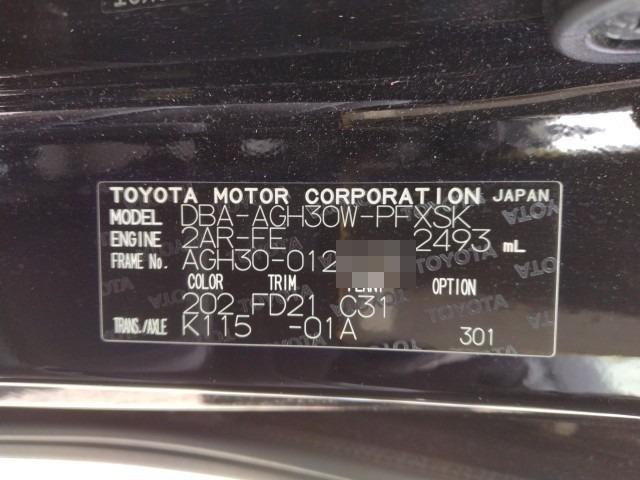 TOYOTA MOTOR CORPORATION JAPAN
MODEL DBA-AGH30W-PFXSK
ENGINE 2AR-FE 2493 mL
FRAME No. AGH30-012
COLOR TRIM PLANT OPTION
202 FD21 C31
TRANS./AXLE K115 -01A 301